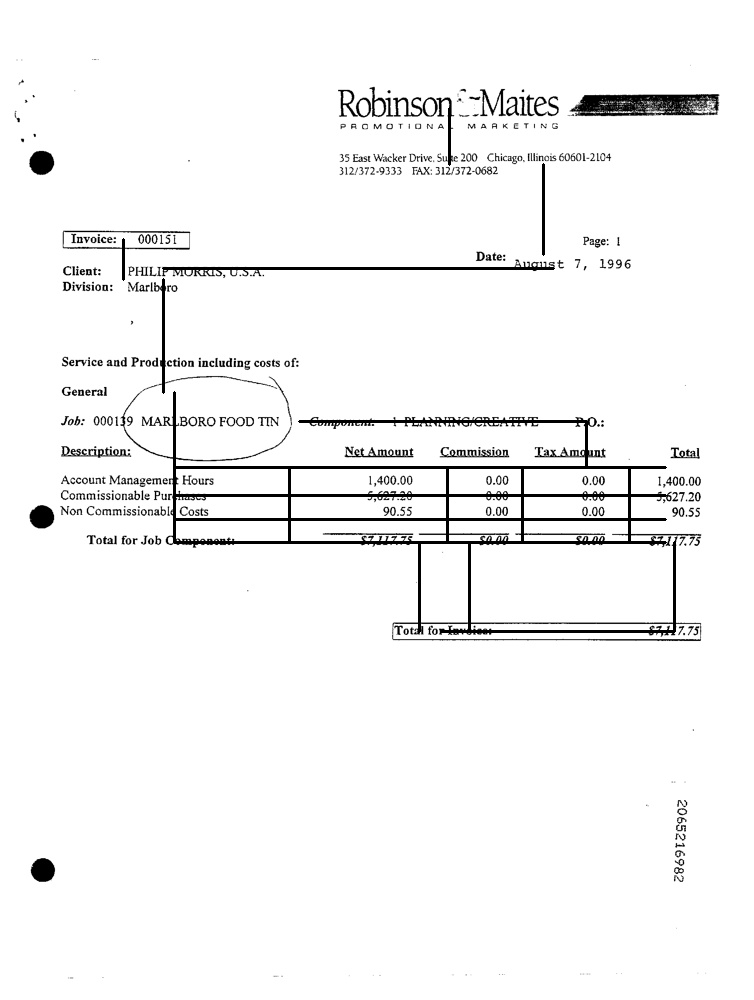 Robinson & Maites
PROMOTIONAL MARKETING
35 East Wacker Drive, Suite 200 Chicago, Illinois 60601-2104
312/372-9333 FAX: 312/372-0682
Invoice: 000151
Page: 1
Date: August 7, 1996
Client: PHILIP MORRIS, U.S.A.
Division: Marlboro
Service and Production including costs of:
General
Job: 000139 MARLBORO FOOD TIN Component: 1 PLANNING/CREATIVE P.O.:
Description: Net Amount Commission Tax Amount Total
Account Management Hours 1,400.00 0.00 0.00 1,400.00
Commissionable Purchases 5,627.20 0.00 0.00 5,627.20
Non Commissionable Costs 90.55 0.00 0.00 90.55
Total for Job Component: $7,117.75 $0.00 $0.00 $7,117.75
Total for Invoice: $7,117.75
2065216982